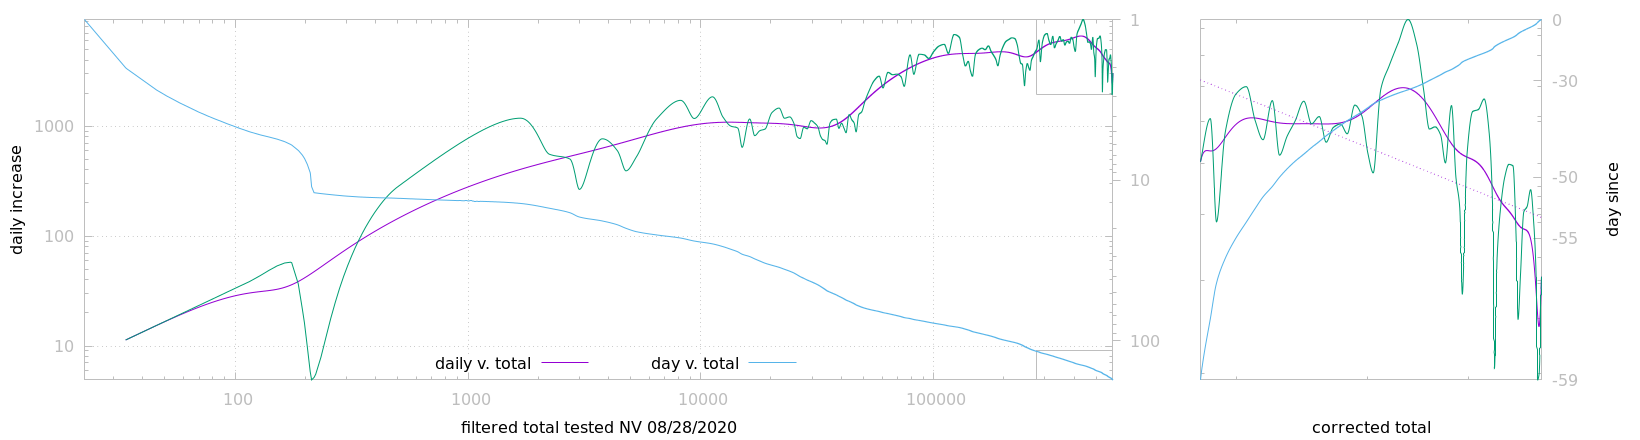 1
0
-30
1000
daily increase
10
-50
day since
100
-55
10
100
daily v. total
day v. total
-59
100
1000
10000
100000
filtered total tested NV 08/28/2020
corrected total